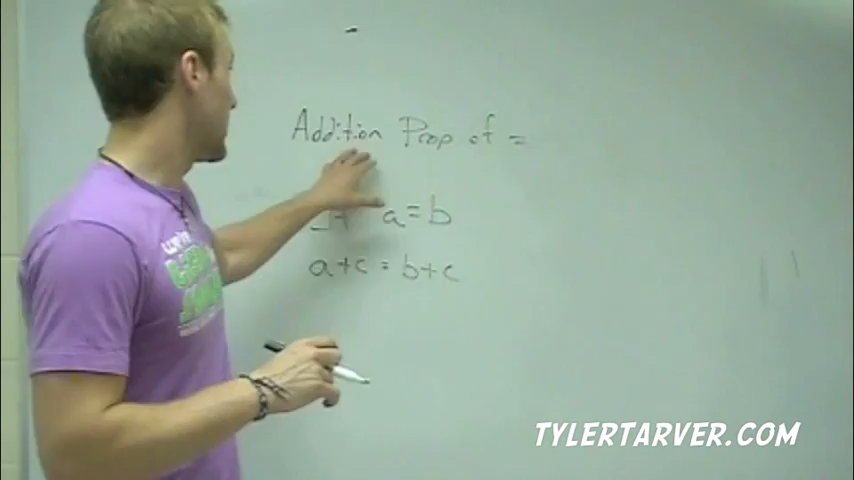 Addition Prop of =
If a=b
a+c = b+c
TYLERTARVER.COM